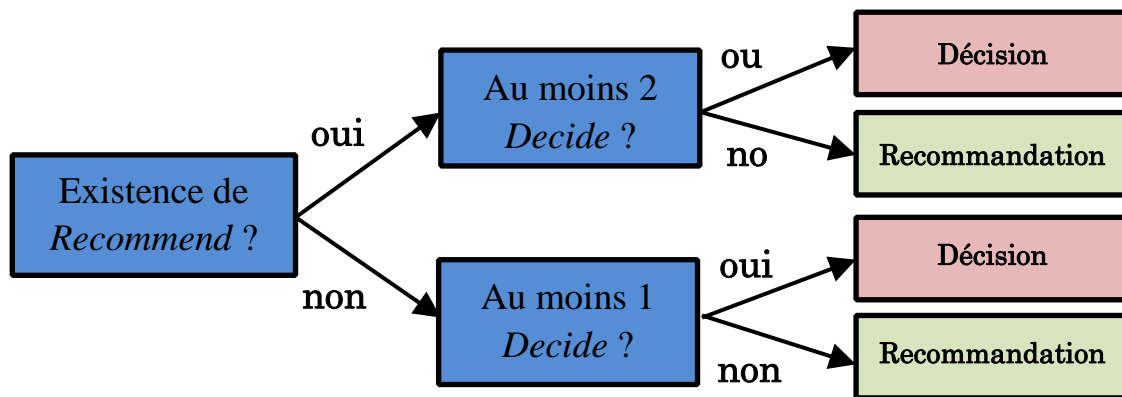 Existence de
Recommend ?
oui
non
Au moins 2
Decide ?
ou
no
Décision
Recommandation
Au moins 1
Decide ?
oui
non
Décision
Recommandation